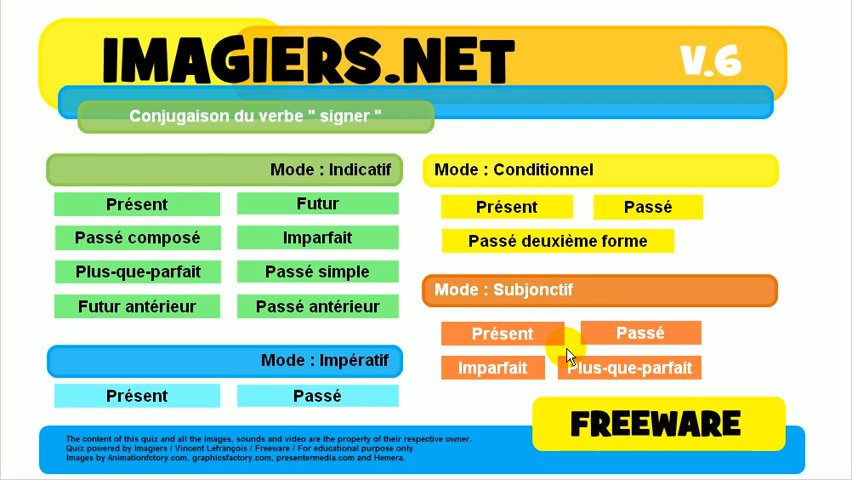 IMAGIERS.NET
V.6
Conjugaison du verbe " signer "
Mode : Indicatif
Présent
Futur
Passé composé
Imparfait
Plus-que-parfait
Passé simple
Futur antérieur
Passé antérieur
Mode : Impératif
Présent
Passé
Mode : Conditionnel
Présent
Passé
Passé deuxième forme
Mode : Subjonctif
Présent
Passé
Imparfait
Plus-que-parfait
FREEWARE
The content of this quiz and all the images, sounds and video are the property of their respective owner.
Quiz powered by Imagiers / Vincent Lefrançois / Freeware / For educational purpose only.
Images by Animationfctory.com, graphicsfactory.com, presentermedia.com and Hemera.